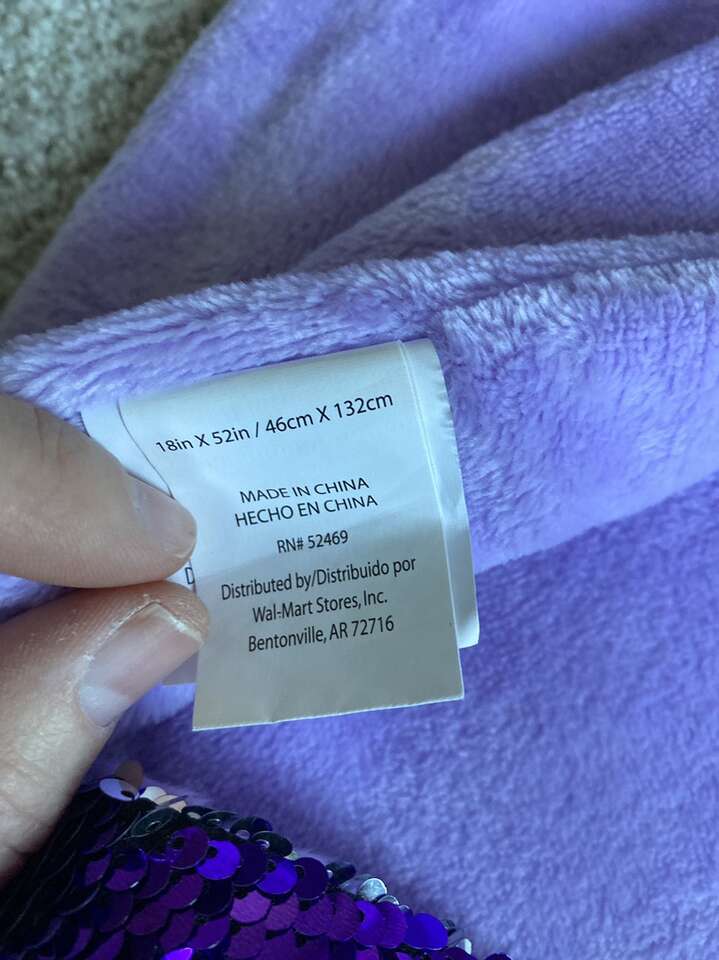 18in X 52in / 46cm X 132cm
MADE IN CHINA
HECHO EN CHINA
RN# 52469
Distributed by/Distribuido por
Wal-Mart Stores, Inc.
Bentonville, AR 72716